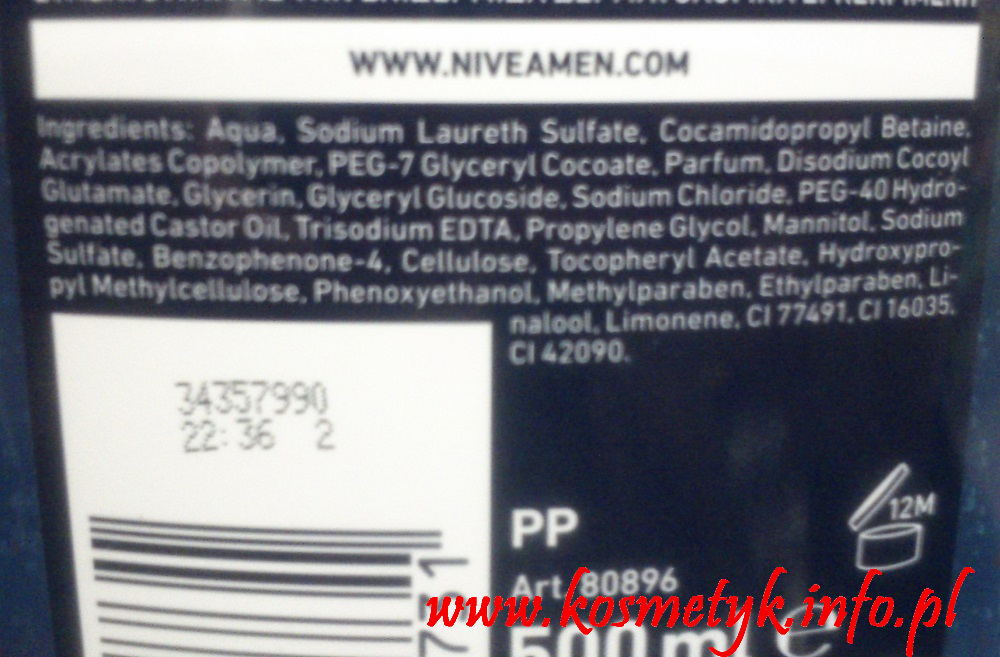 WWW.NIVEAMEN.COM
Ingredients: Aqua, Sodium Laureth Sulfate, Cocamidopropyl Betaine,
Acrylates Copolymer, PEG-7 Glyceryl Cocoate, Parfum, Disodium Cocoyl
Glutamate, Glycerin, Glyceryl Glucoside, Sodium Chloride, PEG-40 Hydro-
genated Castor Oil, Trisodium EDTA, Propylene Glycol, Mannitol, Sodium
Sulfate, Benzophenone-4, Cellulose, Tocopheryl Acetate, Hydroxypro-
pyl Methylcellulose, Phenoxyethanol, Methylparaben, Ethylparaben, Li-
nalool, Limonene, CI 77491, CI 16035,
CI 42090.
34357990
22:36 2
PP
12M
Art. 80896
www.kosmetyk.info.pl
500 ml e